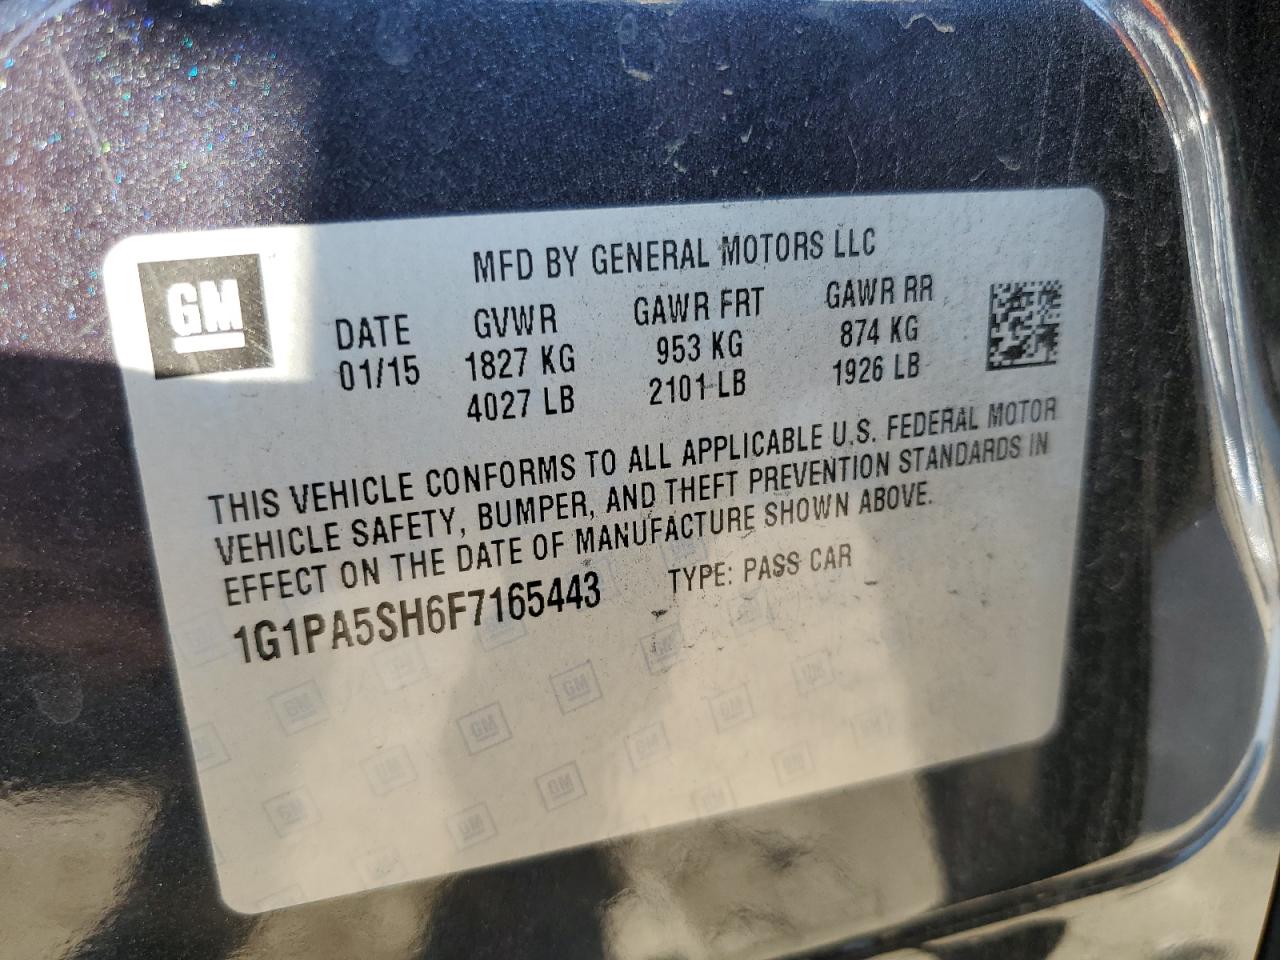 GM
MFD BY GENERAL MOTORS LLC
DATE GVWR GAWR FRT GAWR RR
01/15 1827 KG 953 KG 874 KG
4027 LB 2101 LB 1926 LB
THIS VEHICLE CONFORMS TO ALL APPLICABLE U.S. FEDERAL MOTOR
VEHICLE SAFETY, BUMPER, AND THEFT PREVENTION STANDARDS IN
EFFECT ON THE DATE OF MANUFACTURE SHOWN ABOVE.
1G1PA5SH6F7165443 TYPE: PASS CAR